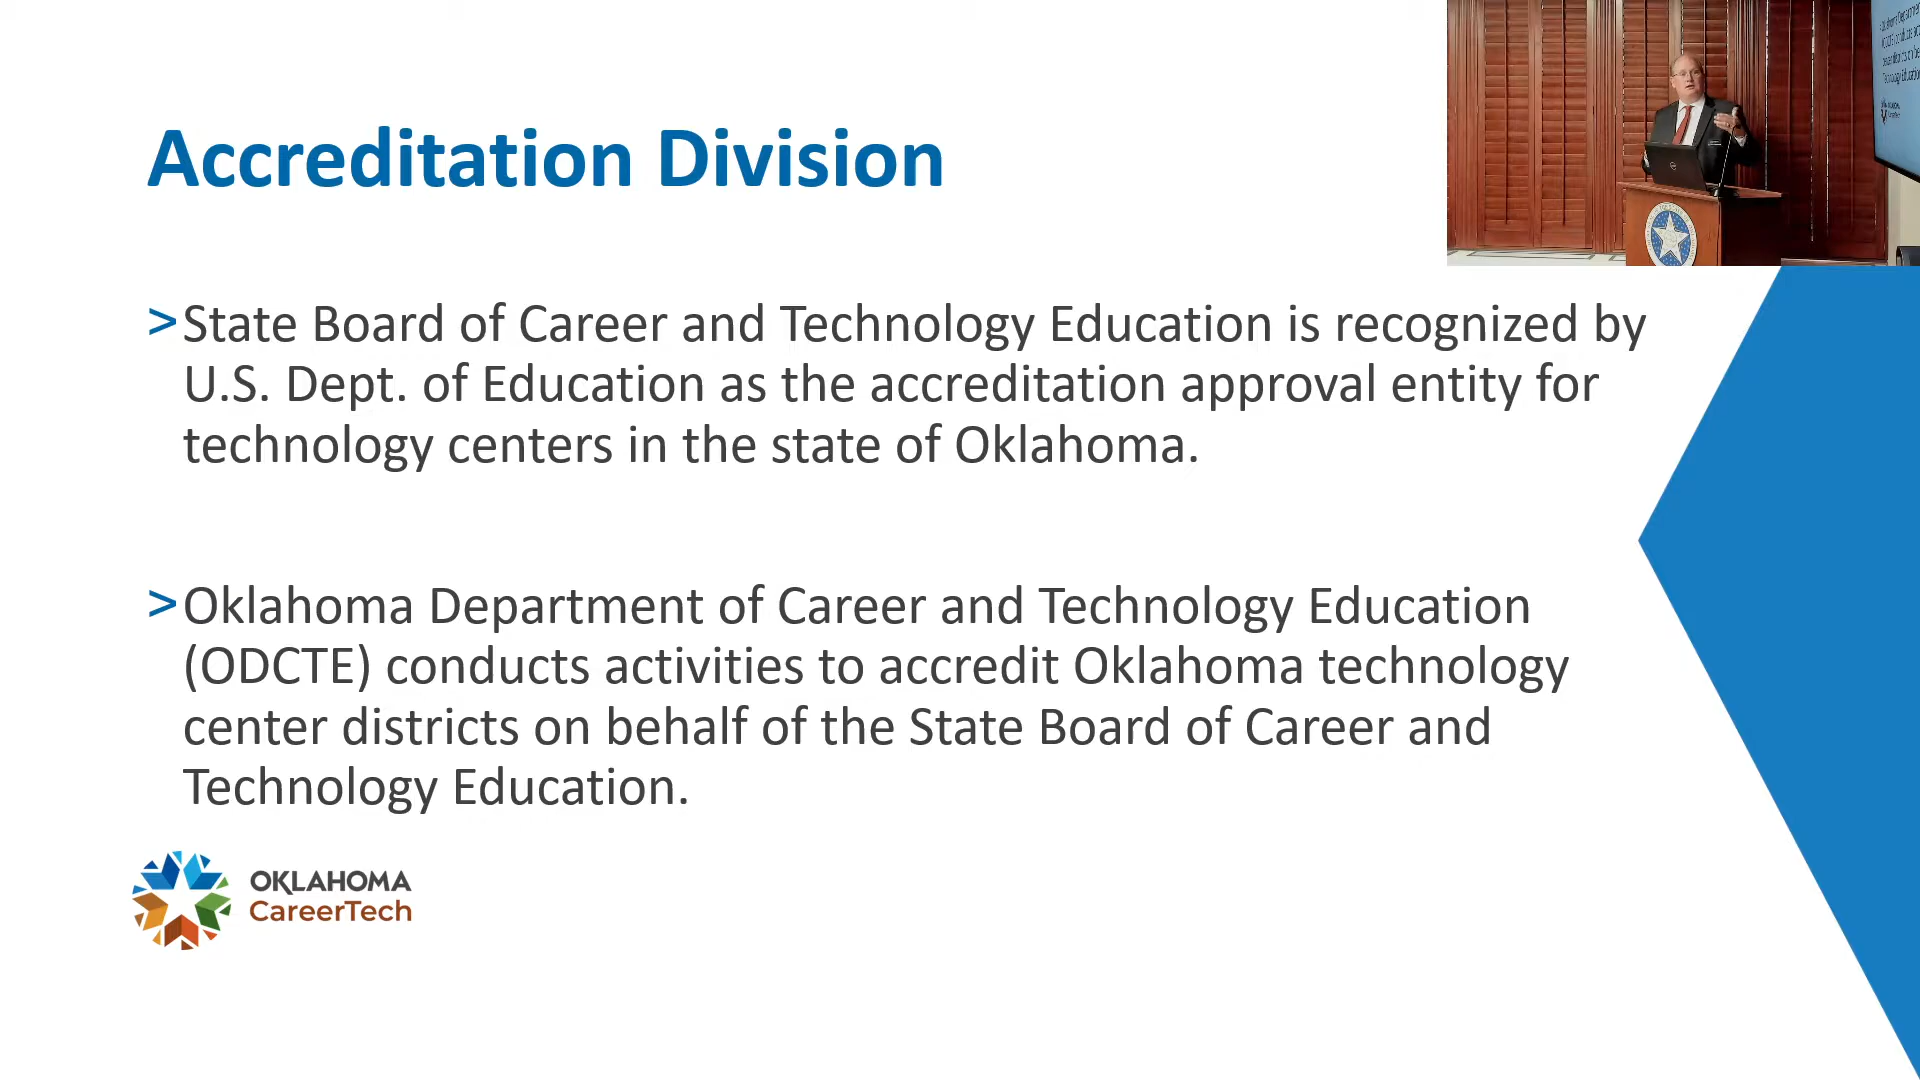 Accreditation Division
>State Board of Career and Technology Education is recognized by
U.S. Dept. of Education as the accreditation approval entity for
technology centers in the state of Oklahoma.
>Oklahoma Department of Career and Technology Education
(ODCTE) conducts activities to accredit Oklahoma technology
center districts on behalf of the State Board of Career and
Technology Education.
OKLAHOMA
CareerTech